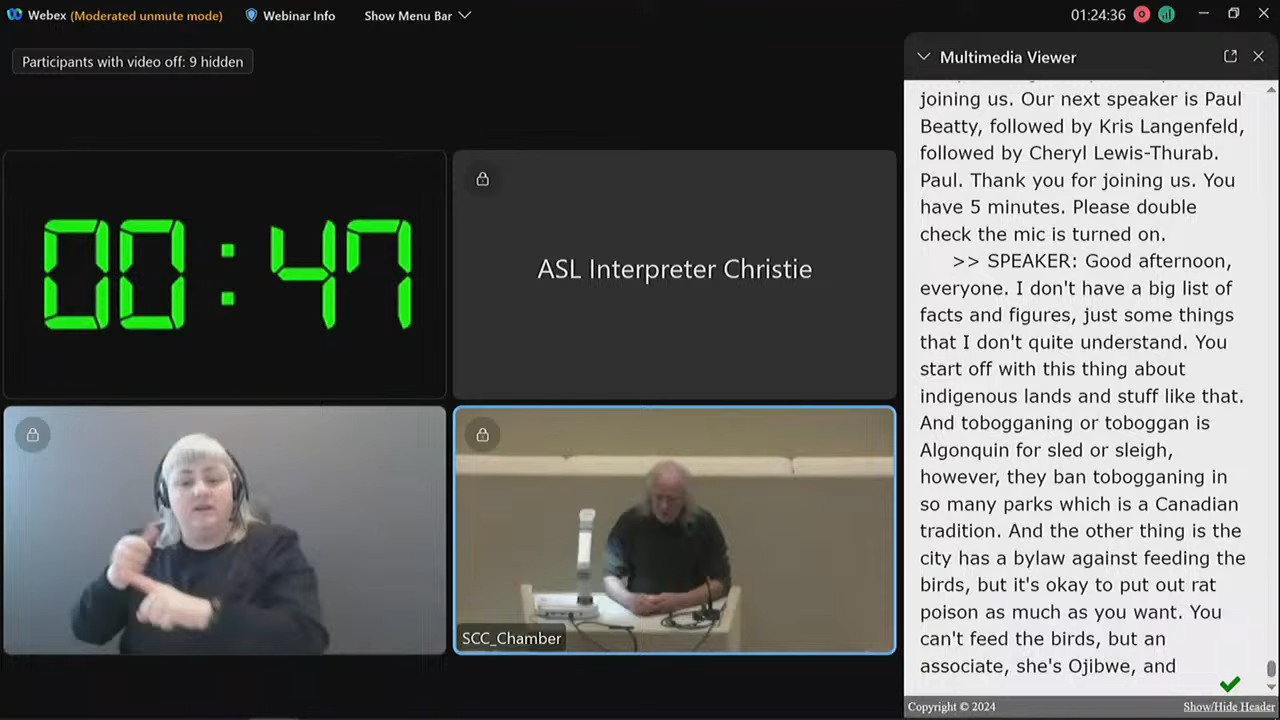 Webex (Moderated unmute mode) Webinar Info Show Menu Bar 01:24:36
Participants with video off: 9 hidden
00:47
ASL Interpreter Christie
SCC_Chamber
Multimedia Viewer
joining us. Our next speaker is Paul
Beatty, followed by Kris Langenfeld,
followed by Cheryl Lewis-Thurab.
Paul. Thank you for joining us. You
have 5 minutes. Please double
check the mic is turned on.
>> SPEAKER: Good afternoon,
everyone. I don't have a big list of
facts and figures, just some things
that I don't quite understand. You
start off with this thing about
indigenous lands and stuff like that.
And tobogganing or toboggan is
Algonquin for sled or sleigh,
however, they ban tobogganing in
so many parks which is a Canadian
tradition. And the other thing is the
city has a bylaw against feeding the
birds, but it's okay to put out rat
poison as much as you want. You
can't feed the birds, but an
associate, she's Ojibwe, and
Copyright © 2024 Show/Hide Header